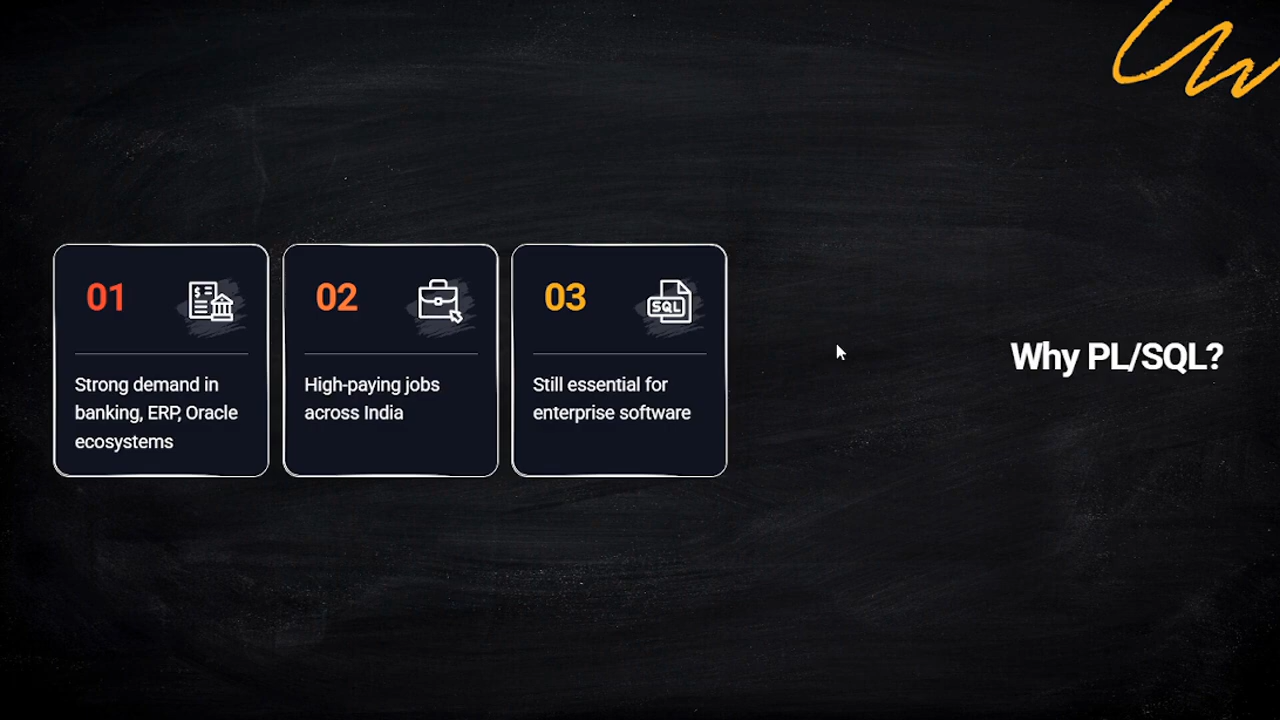 Why PL/SQL?
01
Strong demand in
banking, ERP, Oracle
ecosystems
02
High-paying jobs
across India
03
SQL
Still essential for
enterprise software